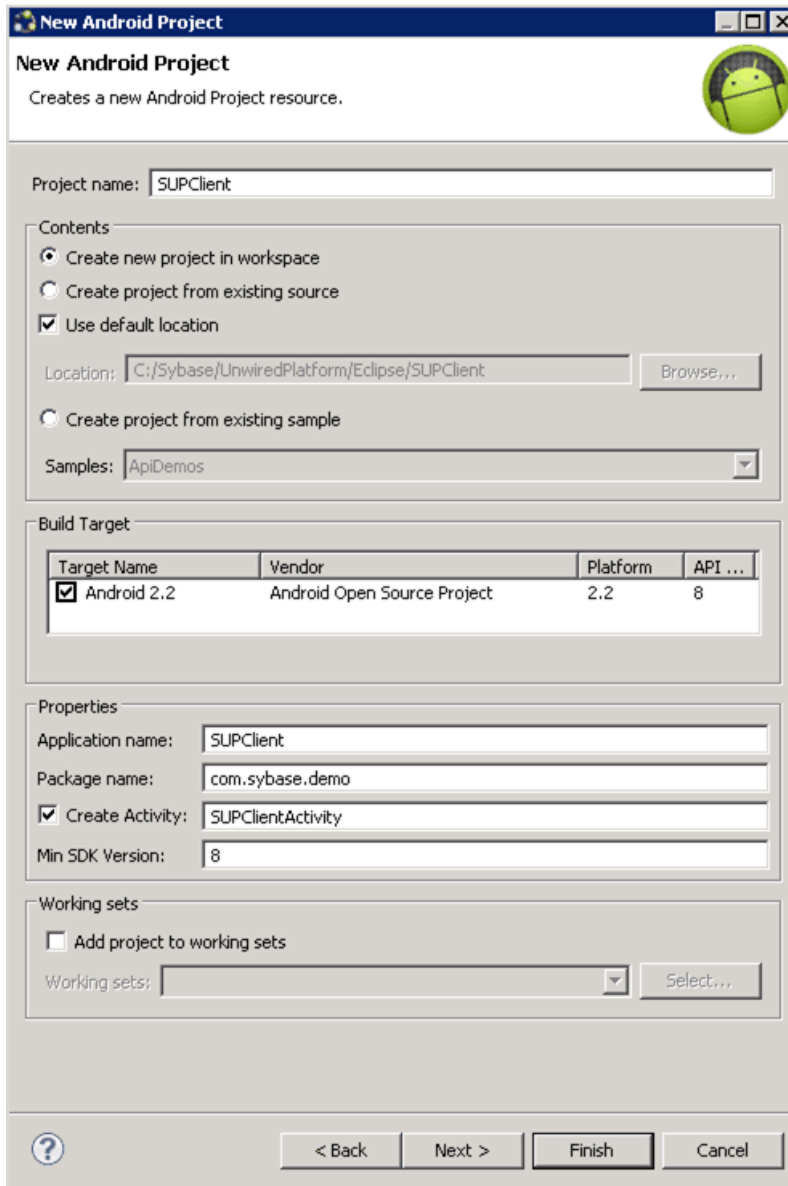 New Android Project
New Android Project
Creates a new Android Project resource.
Project name: SUPClient
Contents
Create new project in workspace
Create project from existing source
Use default location
Location: C:/Sybase/UnwiredPlatform/Eclipse/SUPClient Browse...
Create project from existing sample
Samples: ApiDemos
Build Target
Target Name Vendor Platform API ...
Android 2.2 Android Open Source Project 2.2 8
Properties
Application name: SUPClient
Package name: com.sybase.demo
Create Activity: SUPClientActivity
Min SDK Version: 8
Working sets
Add project to working sets
Working sets: Select...
? < Back Next > Finish Cancel